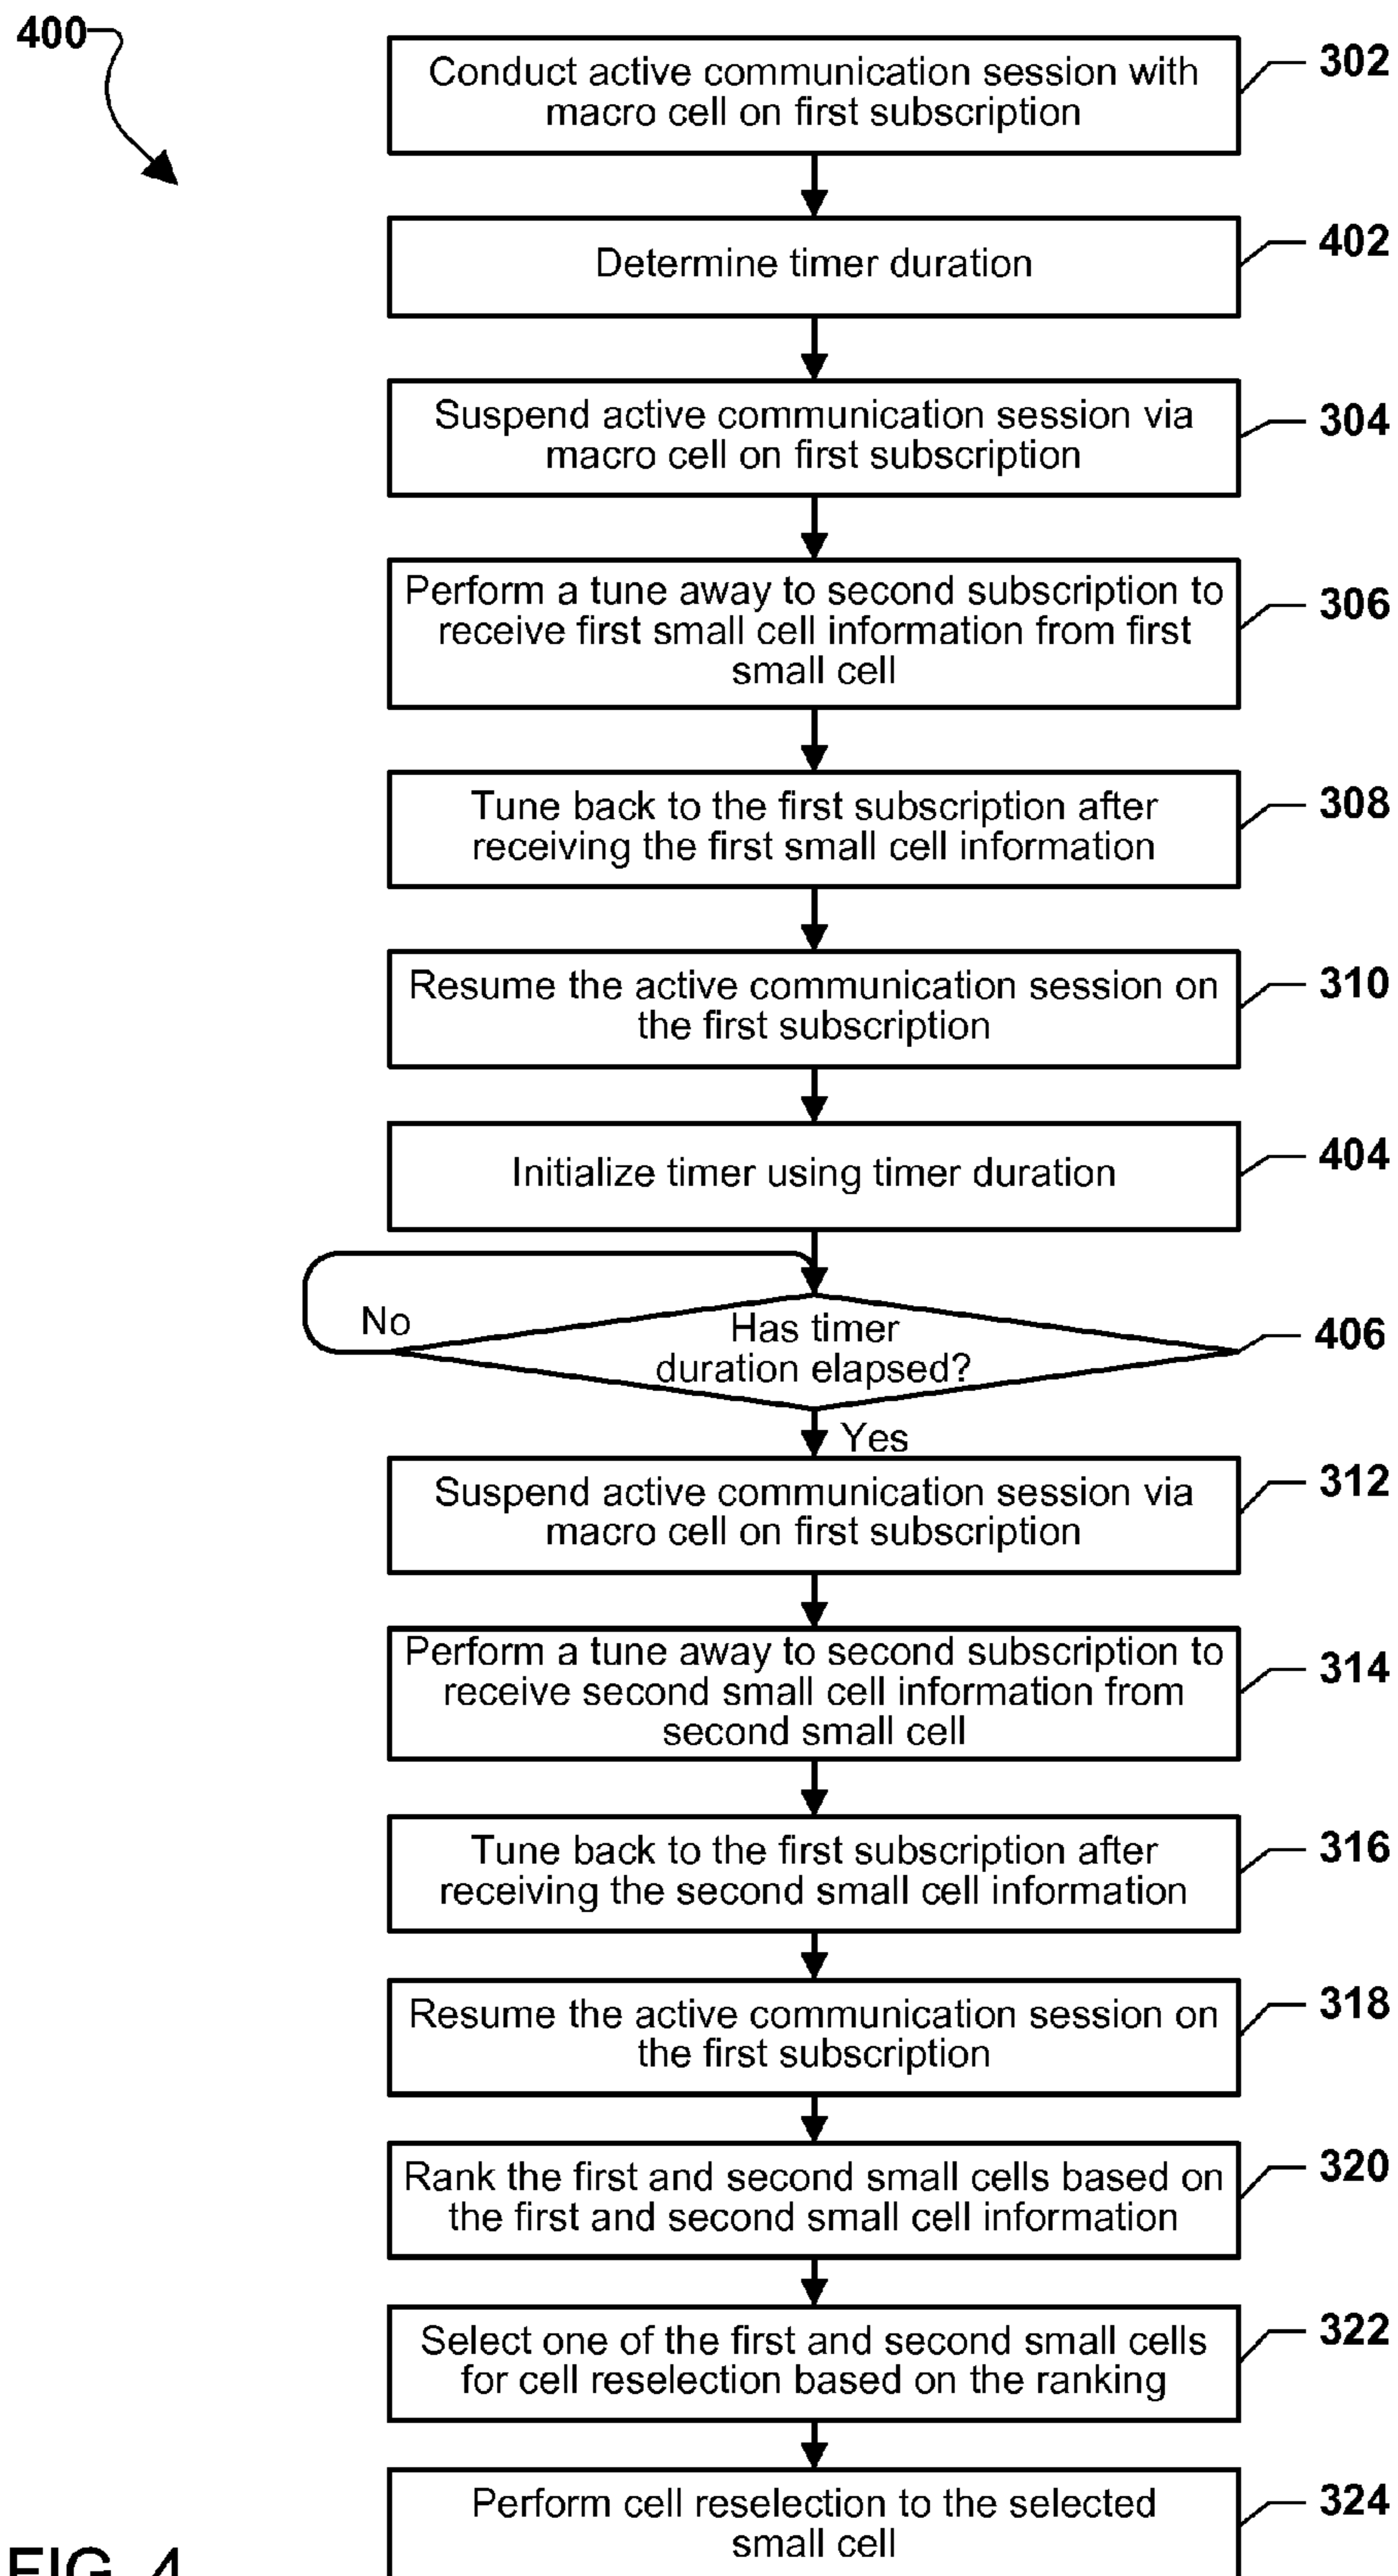 400
Conduct active communication session with
macro cell on first subscription
302
Determine timer duration
402
Suspend active communication session via
macro cell on first subscription
304
Perform a tune away to second subscription to
receive first small cell information from first
small cell
306
Tune back to the first subscription after
receiving the first small cell information
308
Resume the active communication session on
the first subscription
310
Initialize timer using timer duration
404
No
Has timer
duration elapsed?
406
Yes
Suspend active communication session via
macro cell on first subscription
312
Perform a tune away to second subscription to
receive second small cell information from
second small cell
314
Tune back to the first subscription after
receiving the second small cell information
316
Resume the active communication session on
the first subscription
318
Rank the first and second small cells based on
the first and second small cell information
320
Select one of the first and second small cells
for cell reselection based on the ranking
322
Perform cell reselection to the selected
small cell
324
FIG. 4